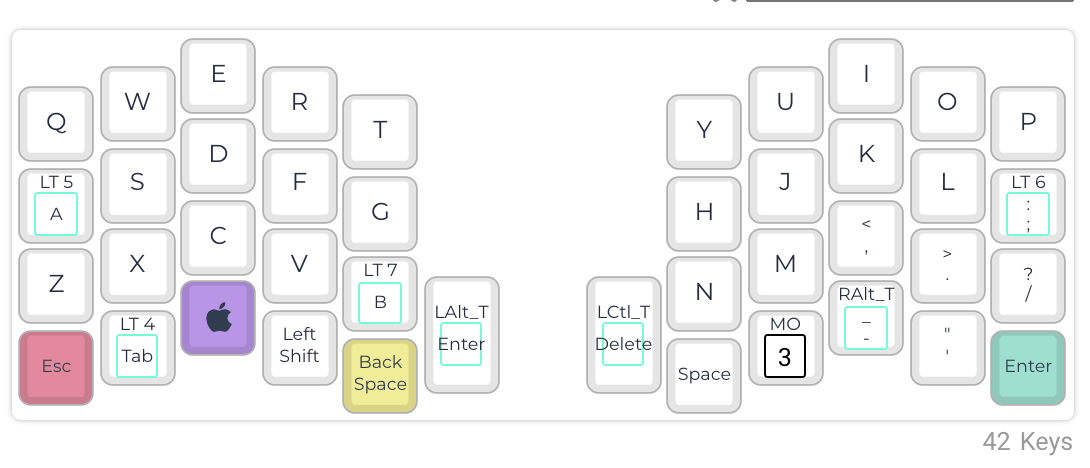 Q
W
E
R
T
Y
U
I
O
P
LT 5
A
S
D
F
G
H
J
K
L
LT 6
:
;
Z
X
C
V
LT 7
B
N
M
<
,
>
.
?
/
Esc
LT 4
Tab
Left
Shift
Back
Space
LAlt_T
Enter
LCtl_T
Delete
Space
MO
3
RAlt_T
_
-
"
'
Enter
42 Keys